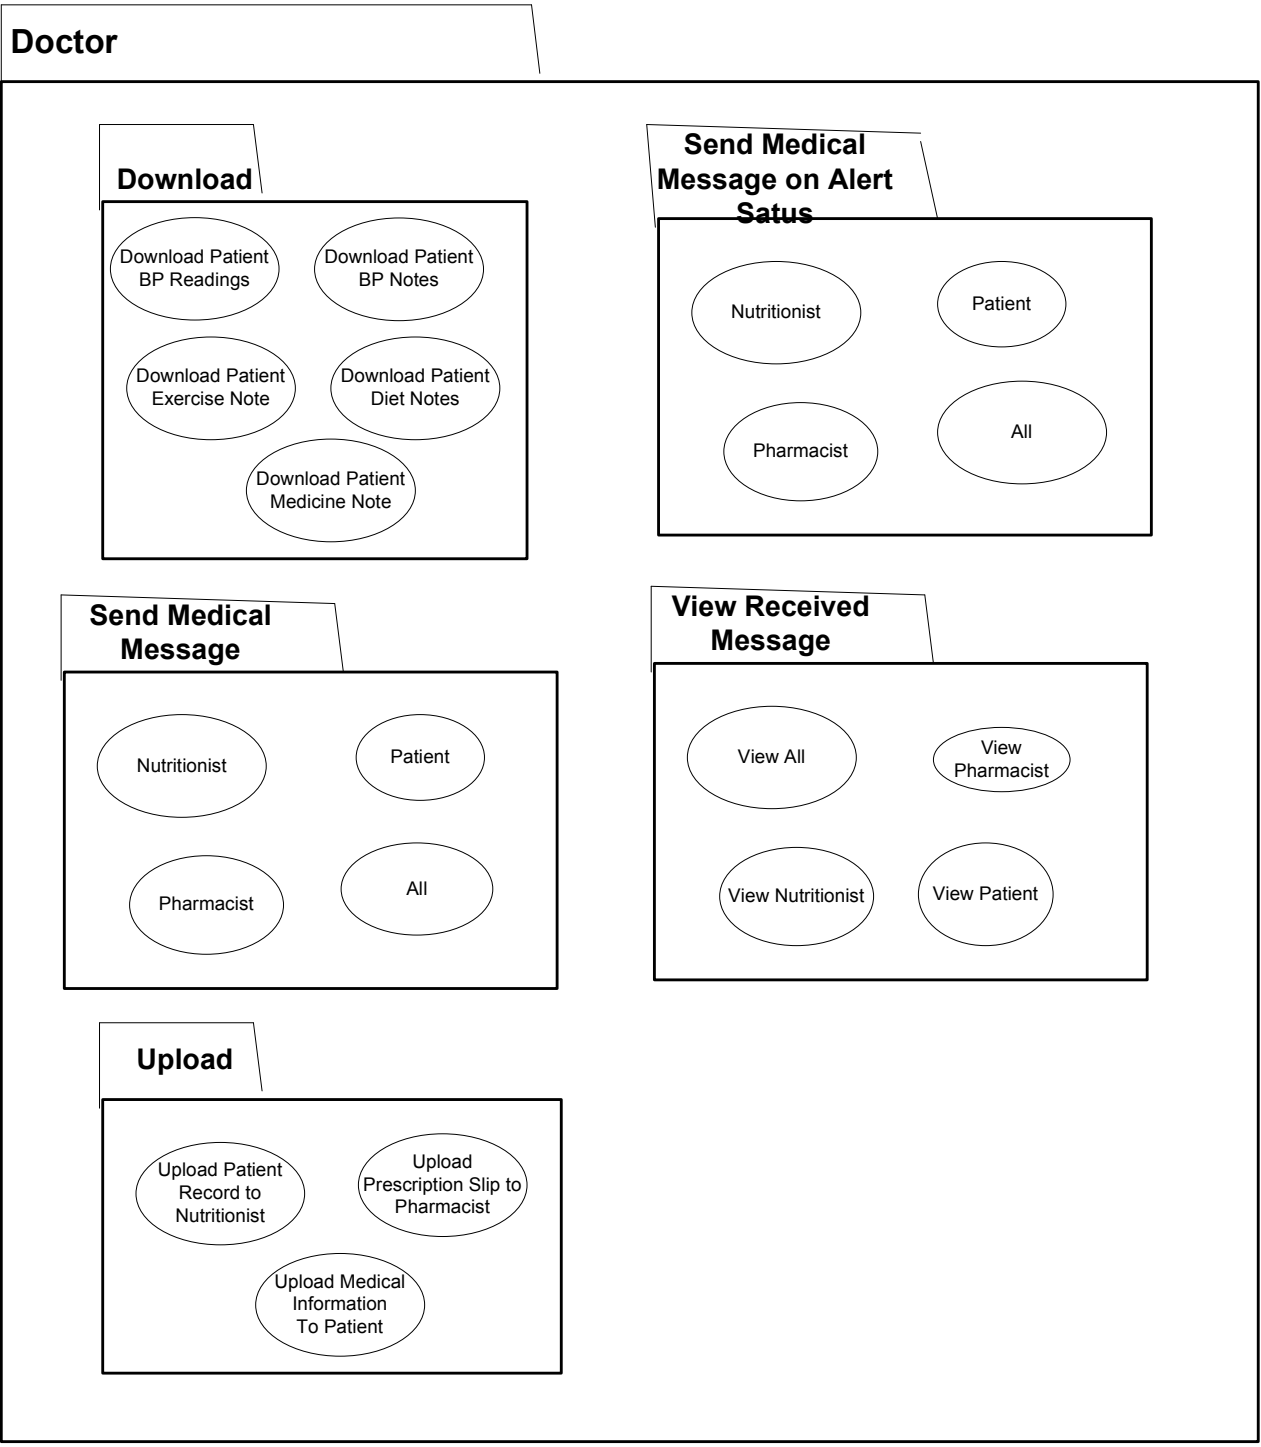 Doctor
Download
Download Patient
BP Readings
Download Patient
BP Notes
Download Patient
Exercise Note
Download Patient
Diet Notes
Download Patient
Medicine Note
Send Medical
Message on Alert
Satus
Nutritionist
Patient
Pharmacist
All
Send Medical
Message
Nutritionist
Patient
Pharmacist
All
View Received
Message
View All
View
Pharmacist
View Nutritionist
View Patient
Upload
Upload Patient
Record to
Nutritionist
Upload
Prescription Slip to
Pharmacist
Upload Medical
Information
To Patient